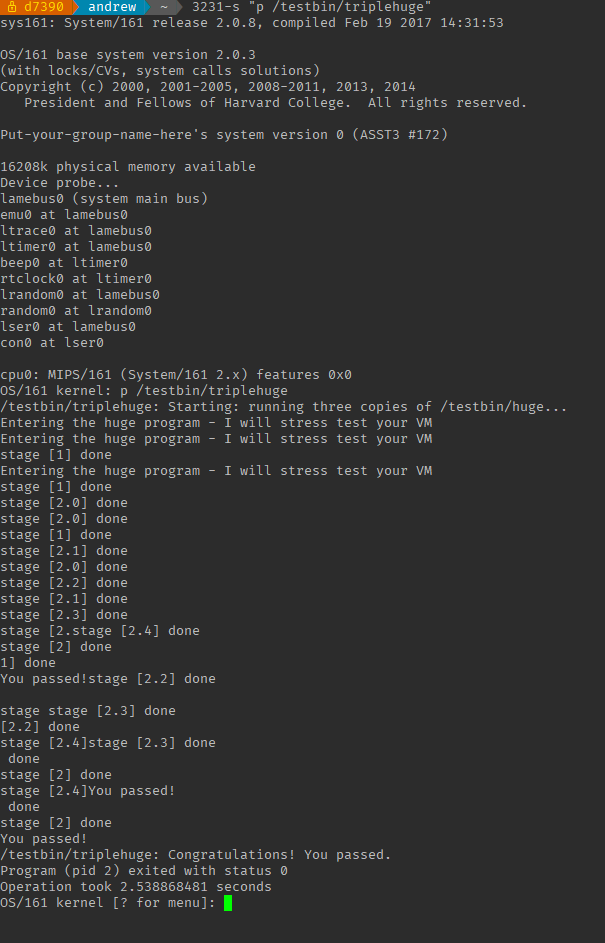 d7390 andrew ~ 3231-s "p /testbin/triplehuge"
sys161: System/161 release 2.0.8, compiled Feb 19 2017 14:31:53
OS/161 base system version 2.0.3
(with locks/CVs, system calls solutions)
Copyright (c) 2000, 2001-2005, 2008-2011, 2013, 2014
President and Fellows of Harvard College.  All rights reserved.
Put-your-group-name-here's system version 0 (ASST3 #172)
16208k physical memory available
Device probe...
lamebus0 (system main bus)
emu0 at lamebus0
ltrace0 at lamebus0
ltimer0 at lamebus0
beep0 at ltimer0
rtclock0 at ltimer0
lrandom0 at lamebus0
random0 at lrandom0
lser0 at lamebus0
con0 at lser0
cpu0: MIPS/161 (System/161 2.x) features 0x0
OS/161 kernel: p /testbin/triplehuge
/testbin/triplehuge: Starting: running three copies of /testbin/huge...
Entering the huge program - I will stress test your VM
Entering the huge program - I will stress test your VM
stage [1] done
Entering the huge program - I will stress test your VM
stage [1] done
stage [2.0] done
stage [2.0] done
stage [1] done
stage [2.1] done
stage [2.0] done
stage [2.2] done
stage [2.1] done
stage [2.3] done
stage [2.stage [2.4] done
stage [2] done
1] done
You passed!stage [2.2] done
stage stage [2.3] done
[2.2] done
stage [2.4]stage [2.3] done
done
stage [2] done
stage [2.4]You passed!
done
stage [2] done
You passed!
/testbin/triplehuge: Congratulations! You passed.
Program (pid 2) exited with status 0
Operation took 2.538868481 seconds
OS/161 kernel [? for menu]: